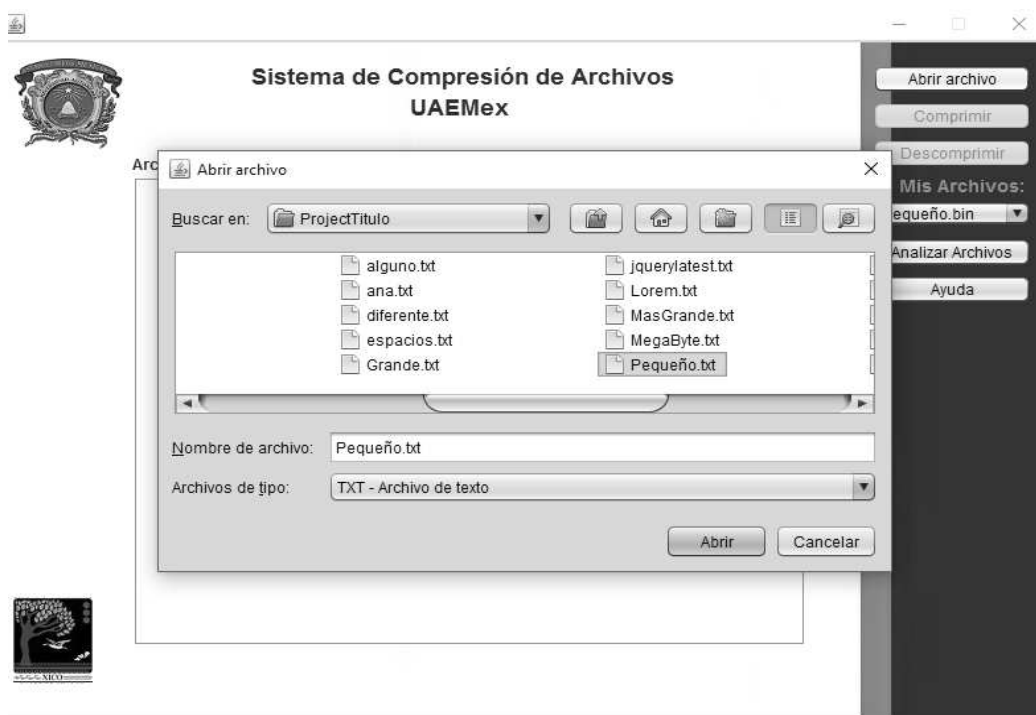 Sistema de Compresión de Archivos
UAEMex
Abrir archivo
Comprimir
Descomprimir
Mis Archivos:
equeño.bin
Analizar Archivos
Ayuda
Arc
Abrir archivo
Buscar en:
ProjectTitulo
alguno.txt
ana.txt
diferente.txt
espacios.txt
Grande.txt
jquerylatest.txt
Lorem.txt
MasGrande.txt
MegaByte.txt
Pequeño.txt
Nombre de archivo:
Pequeño.txt
Archivos de tipo:
TXT - Archivo de texto
Abrir
Cancelar
XICO